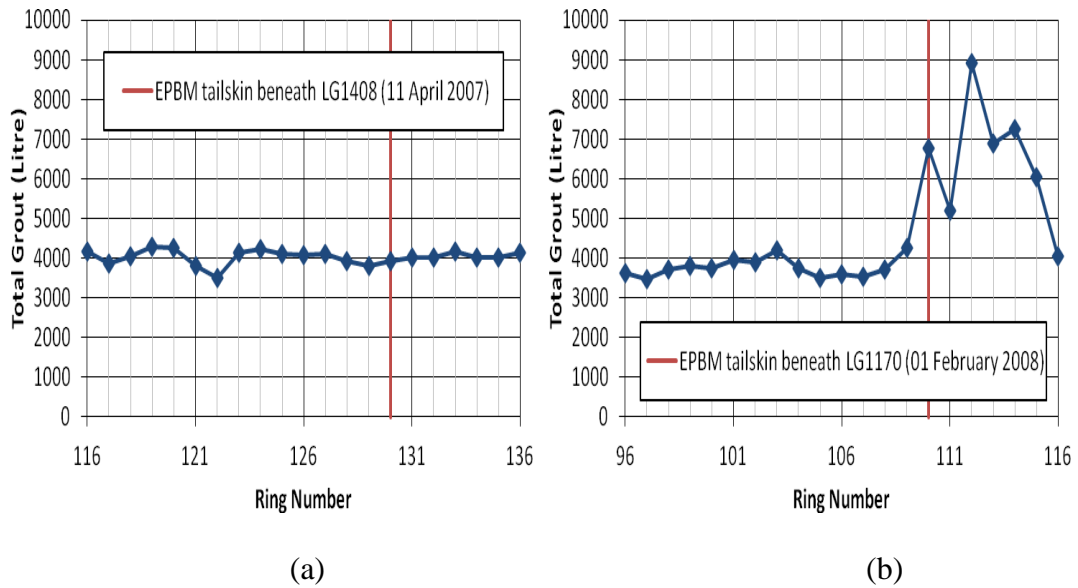 10000
9000
8000
7000
6000
5000
4000
3000
2000
1000
0
Total Grout (Litre)
EPBM tailskin beneath LG1408 (11 April 2007)
116 121 126 131 136
Ring Number
(a)
10000
9000
8000
7000
6000
5000
4000
3000
2000
1000
0
Total Grout (Litre)
EPBM tailskin beneath LG1170 (01 February 2008)
96 101 106 111 116
Ring Number
(b)